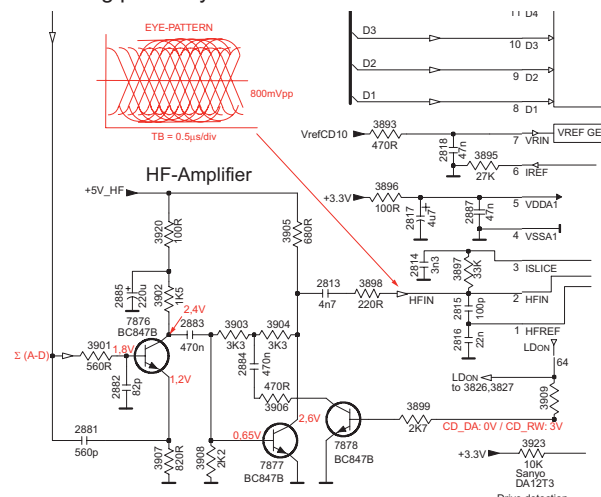 11 D4
EYE-PATTERN
800mVpp
TB = 0.5µs/div
D3
10 D3
D2
9 D2
D1
8 D1
VrefCD10
3893
470R
2818
47n
7 VRIN
VREF GE
3895
27K
6 IREF
HF-Amplifier
+5V_HF
+3.3V
3896
100R
2817
4u7
2887
47n
5 VDDA1
4 VSSA1
3920
100R
3905
680R
2814
3n3
3897
33K
3 ISLICE
2885
220u
3902
1K5
2813
4n7
3898
220R
HFIN
2815
100p
2 HFIN
7876
BC847B
2,4V
2883
470n
3903
3K3
3904
3K3
2816
22n
1 HFREF
Σ (A-D)
3901
560R
1,8V
2884
470n
LDON
64
2882
82p
1,2V
470R
3906
LDON
to 3826,3827
3909
2881
560p
2,6V
3899
2K7
CD_DA: 0V / CD_RW: 3V
0,65V
3907
820R
3908
2K2
7877
BC847B
7878
BC847B
+3.3V
3923
10K
Sanyo
DA12T3